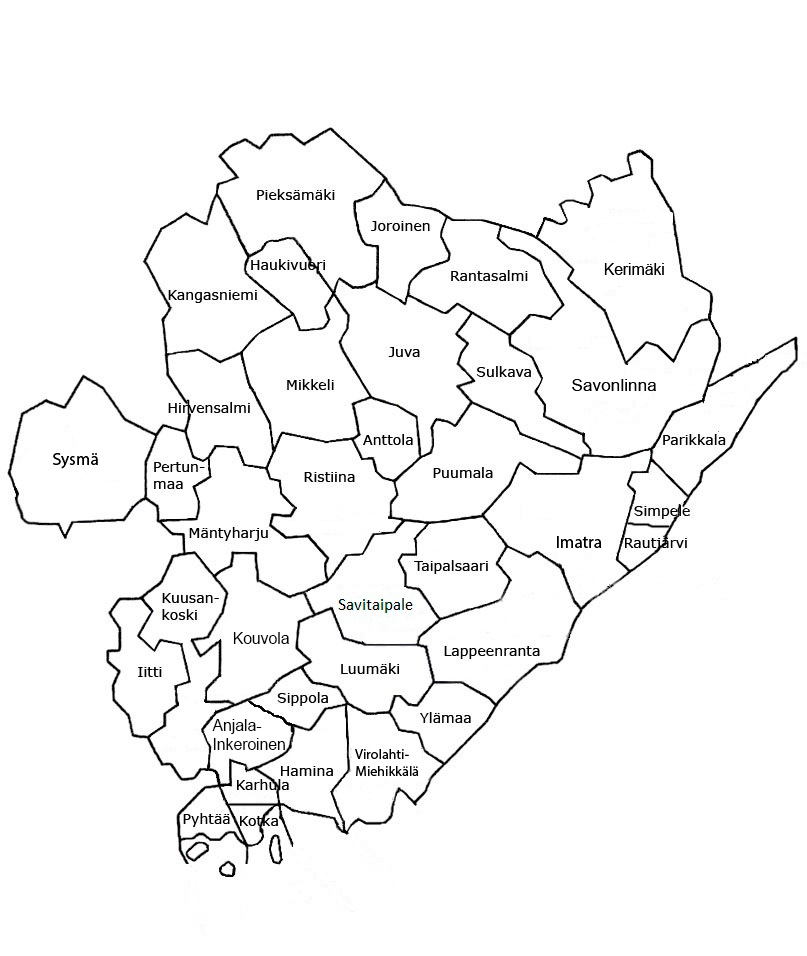 Pieksämäki
Joroinen
Haukivuori
Kerimäki
Rantasalmi
Kangasniemi
Juva
Sulkava
Mikkeli
Savonlinna
Hirvensalmi
Anttola
Parikkala
Sysmä
Pertun-
maa
Ristiina
Puumala
Simpele
Mäntyharju
Imatra
Rautjärvi
Taipalsaari
Kuusan-
koski
Savitaipale
Kouvola
Lappeenranta
Iitti
Luumäki
Sippola
Ylämaa
Anjala-
Inkeroinen
Virolahti-
Miehikkälä
Hamina
Karhula
Pyhtää
Kotka